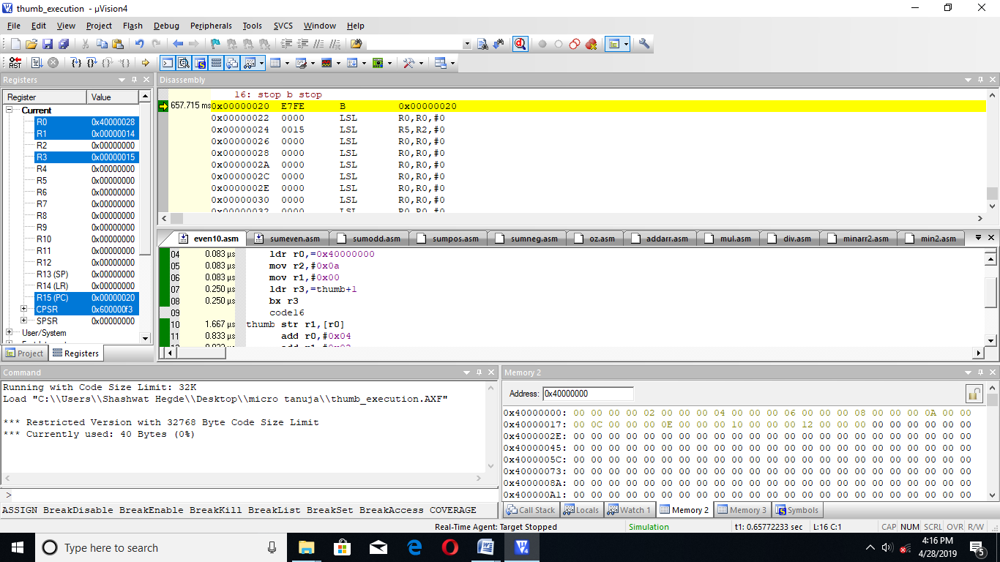 thumb_execution - µVision4
File Edit View Project Flash Debug Peripherals Tools SVCS Window Help
Registers
Register Value
Current
R0 0x40000028
R1 0x00000014
R2 0x00000000
R3 0x00000015
R4 0x00000000
R5 0x00000000
R6 0x00000000
R7 0x00000000
R8 0x00000000
R9 0x00000000
R10 0x00000000
R11 0x00000000
R12 0x00000000
R13 (SP) 0x00000000
R14 (LR) 0x00000000
R15 (PC) 0x00000020
CPSR 0x600000f3
SPSR 0x00000000
User/System
Project Registers
Disassembly
16: stop b stop
657.715 ms 0x00000020 E7FE B 0x00000020
0x00000022 0000 LSL R0,R0,#0
0x00000024 0015 LSL R5,R2,#0
0x00000026 0000 LSL R0,R0,#0
0x00000028 0000 LSL R0,R0,#0
0x0000002A 0000 LSL R0,R0,#0
0x0000002C 0000 LSL R0,R0,#0
0x0000002E 0000 LSL R0,R0,#0
0x00000030 0000 LSL R0,R0,#0
0x00000032 0000 LSL R0,R0,#0
even10.asm sumeven.asm sumodd.asm sumpos.asm sumneg.asm oz.asm addarr.asm mul.asm div.asm minarr2.asm min2.asm
04 0.083 µs ldr r0,=0x40000000
05 0.083 µs mov r2,#0x0a
06 0.083 µs mov r1,#0x00
07 0.250 µs ldr r3,=thumb+1
08 0.250 µs bx r3
09 code16
10 1.667 µs thumb str r1,[r0]
11 0.833 µs add r0,#0x04
12 0.833 µs add r1,#0x02
Command
Running with Code Size Limit: 32K
Load "C:\\Users\\Shashwat Hegde\\Desktop\\micro tanuja\\thumb_execution.AXF"
*** Restricted Version with 32768 Byte Code Size Limit
*** Currently used: 40 Bytes (0%)
>
ASSIGN BreakDisable BreakEnable BreakKill BreakList BreakSet BreakAccess COVERAGE
Memory 2
Address: 0x40000000
0x40000000: 00 00 00 00 02 00 00 00 04 00 00 00 06 00 00 00 08 00 00 00 0A 00 00
0x40000017: 00 0C 00 00 00 0E 00 00 00 10 00 00 00 12 00 00 00 00 00 00 00 00 00
0x4000002E: 00 00 00 00 00 00 00 00 00 00 00 00 00 00 00 00 00 00 00 00 00 00 00
0x40000045: 00 00 00 00 00 00 00 00 00 00 00 00 00 00 00 00 00 00 00 00 00 00 00
0x4000005C: 00 00 00 00 00 00 00 00 00 00 00 00 00 00 00 00 00 00 00 00 00 00 00
0x40000073: 00 00 00 00 00 00 00 00 00 00 00 00 00 00 00 00 00 00 00 00 00 00 00
0x4000008A: 00 00 00 00 00 00 00 00 00 00 00 00 00 00 00 00 00 00 00 00 00 00 00
0x400000A1: 00 00 00 00 00 00 00 00 00 00 00 00 00 00 00 00 00 00 00 00 00 00 00
Call Stack Locals Watch 1 Memory 2 Memory 3 Symbols
Real-Time Agent: Target Stopped Simulation t1: 0.65772233 sec L:16 C:1 CAP NUM SCRL OVR R/W
Type here to search
4:16 PM
4/28/2019
5